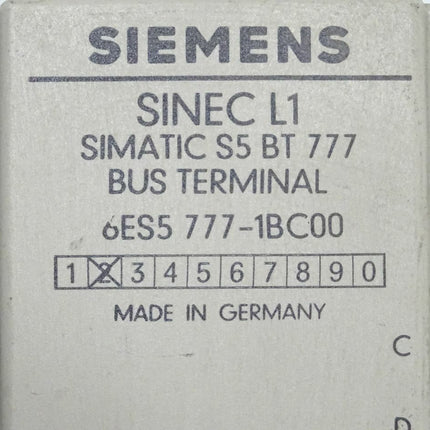 SIEMENS
SINEC L1
SIMATIC S5 BT 777
BUS TERMINAL
6ES5 777-1BC00
1 2 3 4 5 6 7 8 9 0
MADE IN GERMANY
C
D